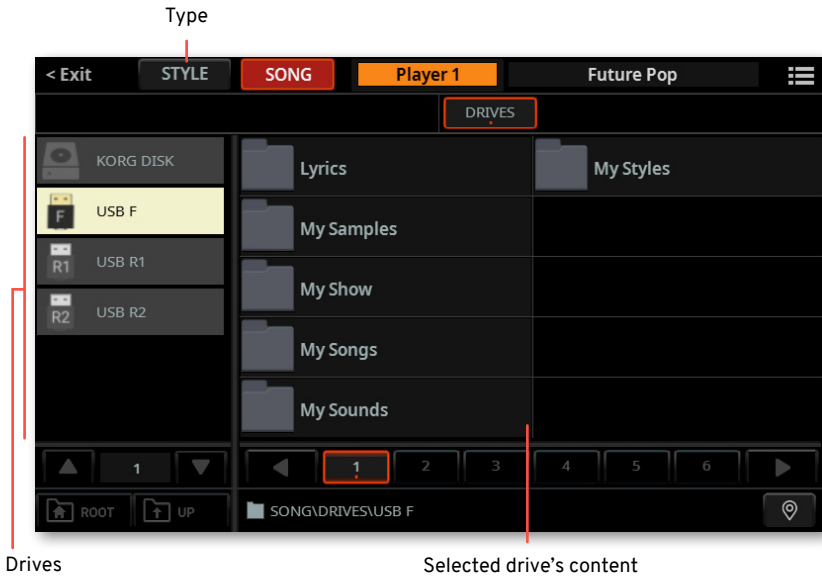 Type
< Exit STYLE SONG Player 1 Future Pop
DRIVES
KORG DISK
F USB F
R1 USB R1
R2 USB R2
Lyrics My Styles
My Samples
My Show
My Songs
My Sounds
1 1 2 3 4 5 6
ROOT UP SONG\DRIVES\USB F
Drives Selected drive's content